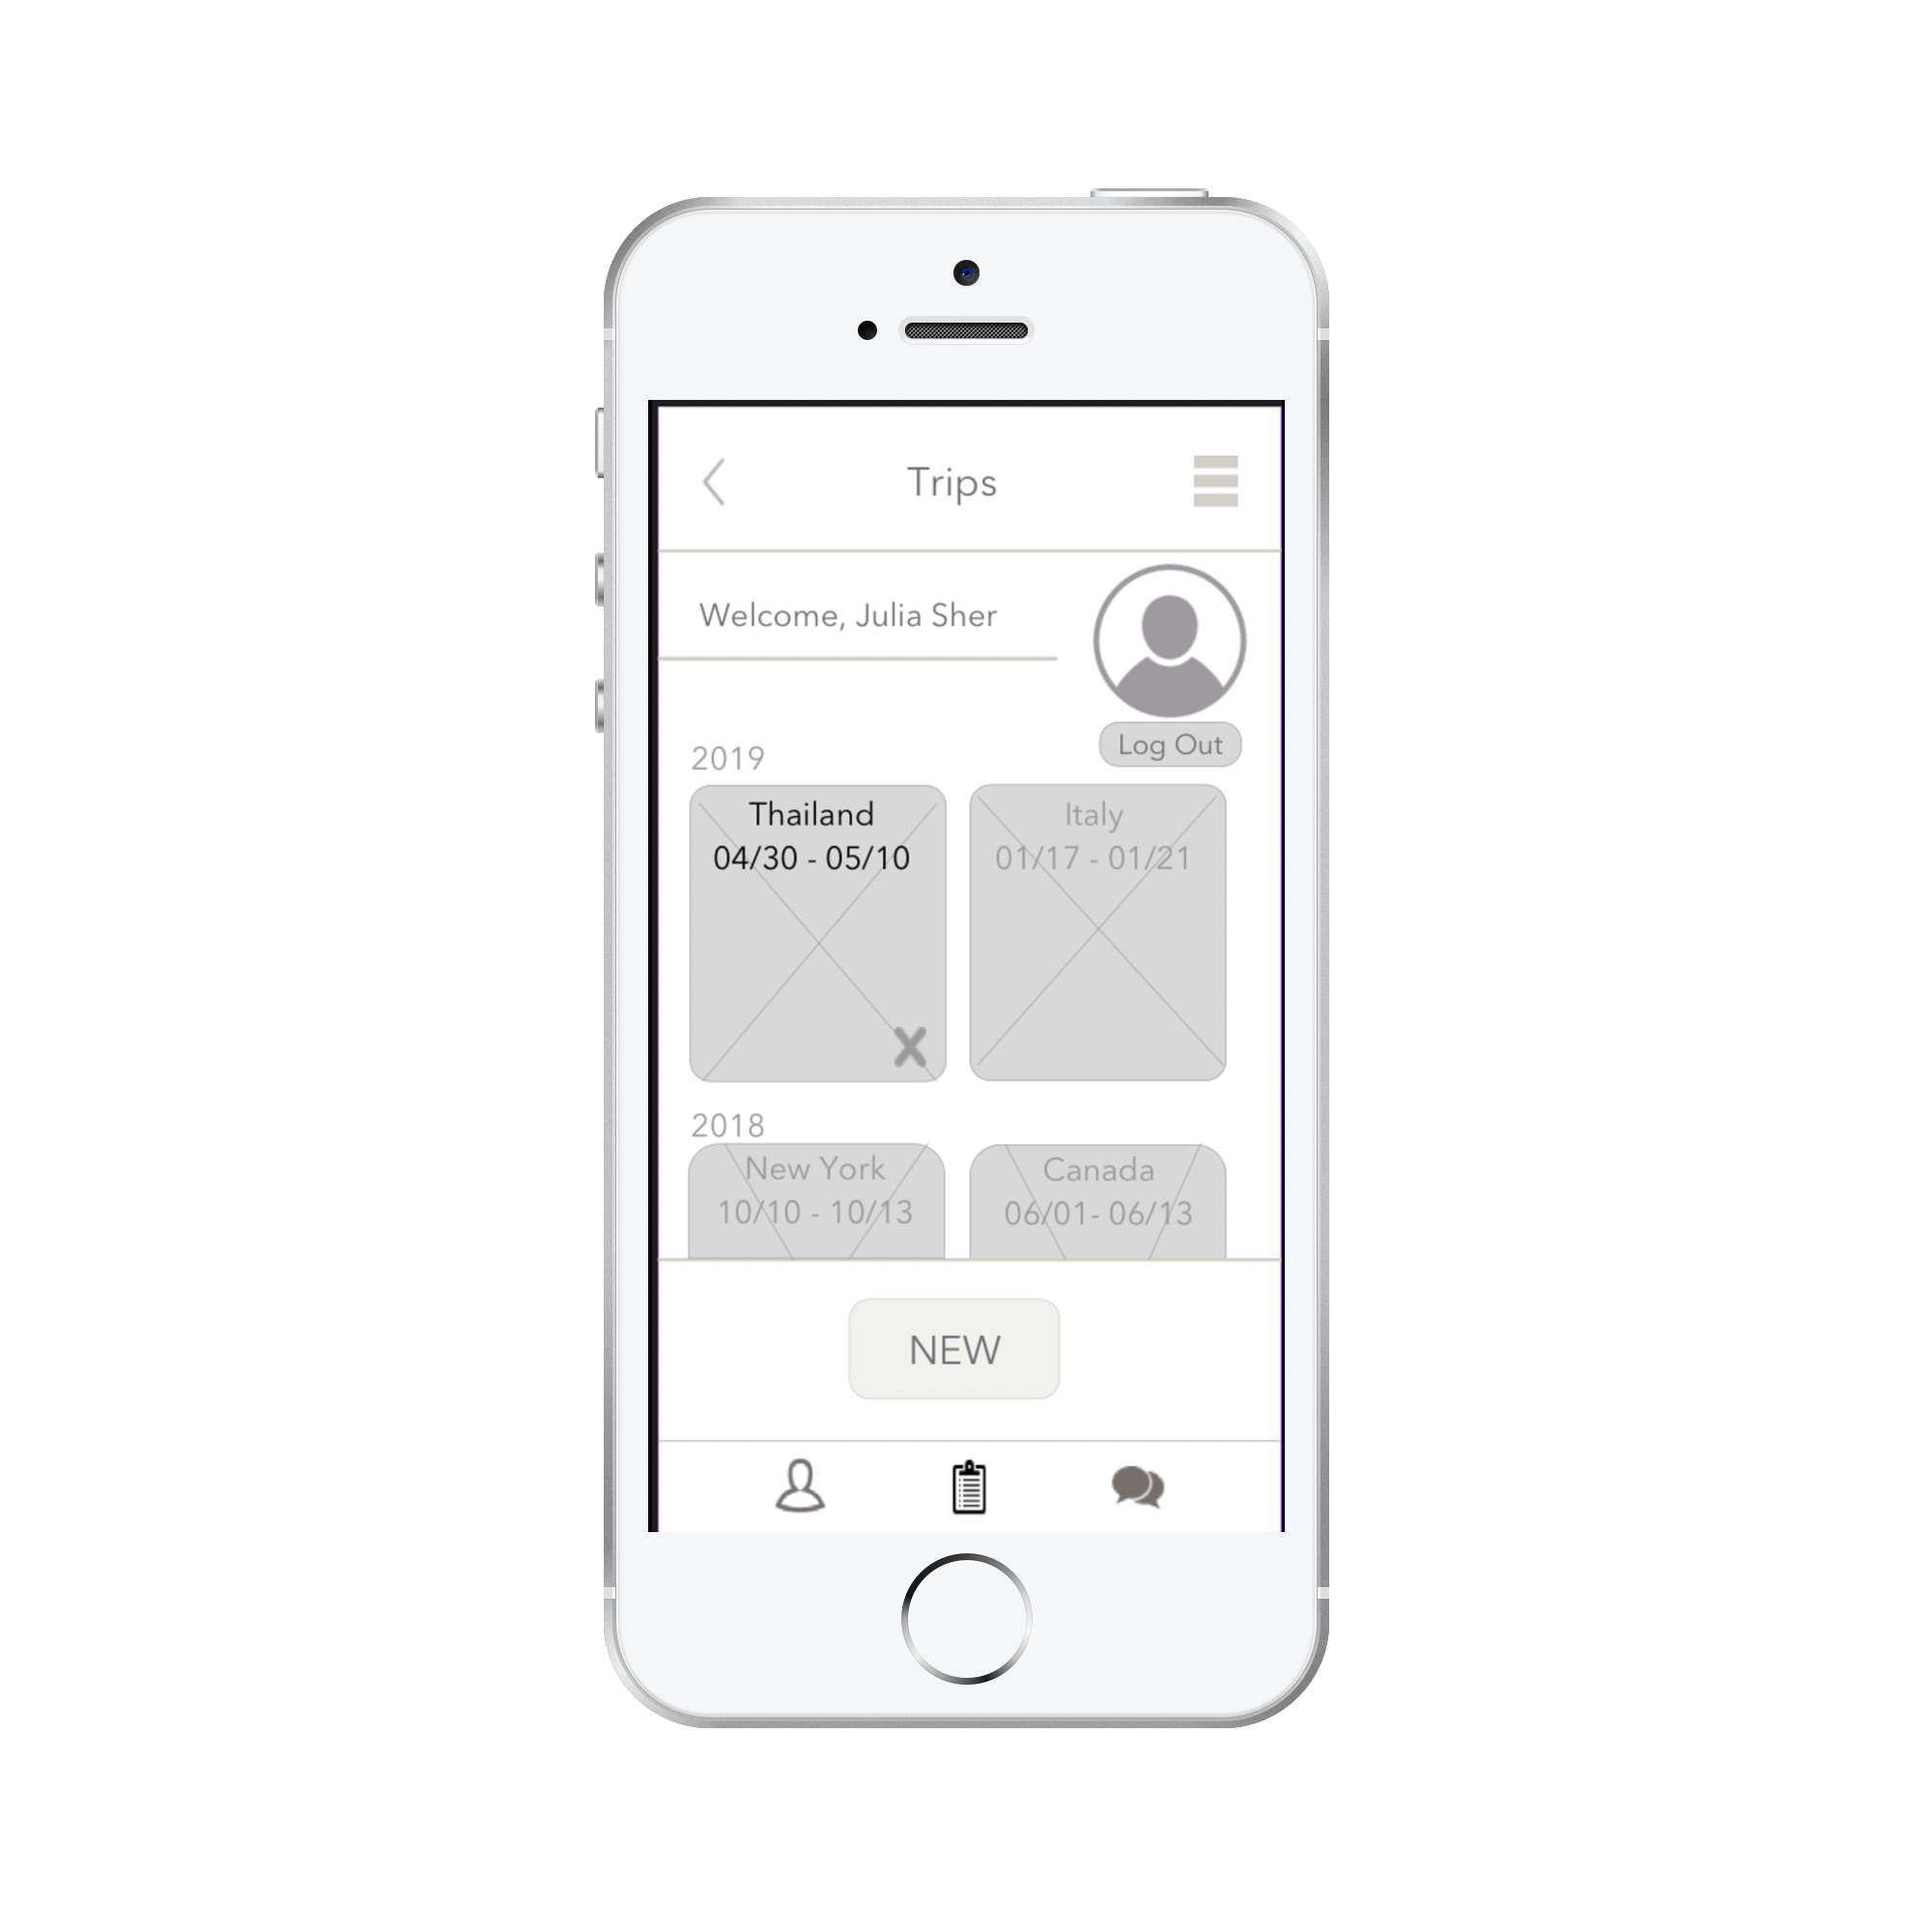 Trips
Welcome, Julia Sher
Log Out
2019
Thailand
04/30 - 05/10
Italy
01/17 - 01/21
2018
New York
10/10 - 10/13
Canada
06/01- 06/13
NEW